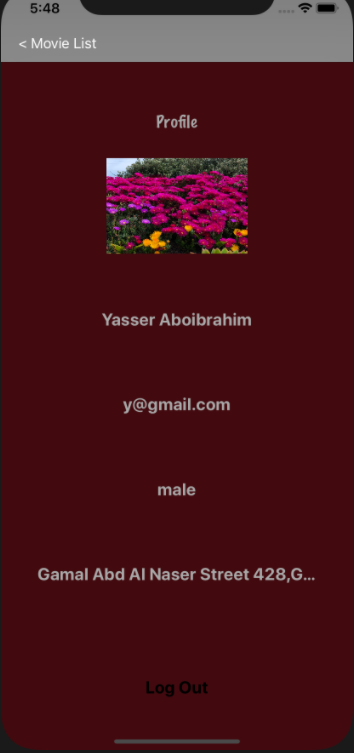 5:48
< Movie List
Profile
Yasser Aboibrahim
y@gmail.com
male
Gamal Abd Al Naser Street 428,G...
Log Out